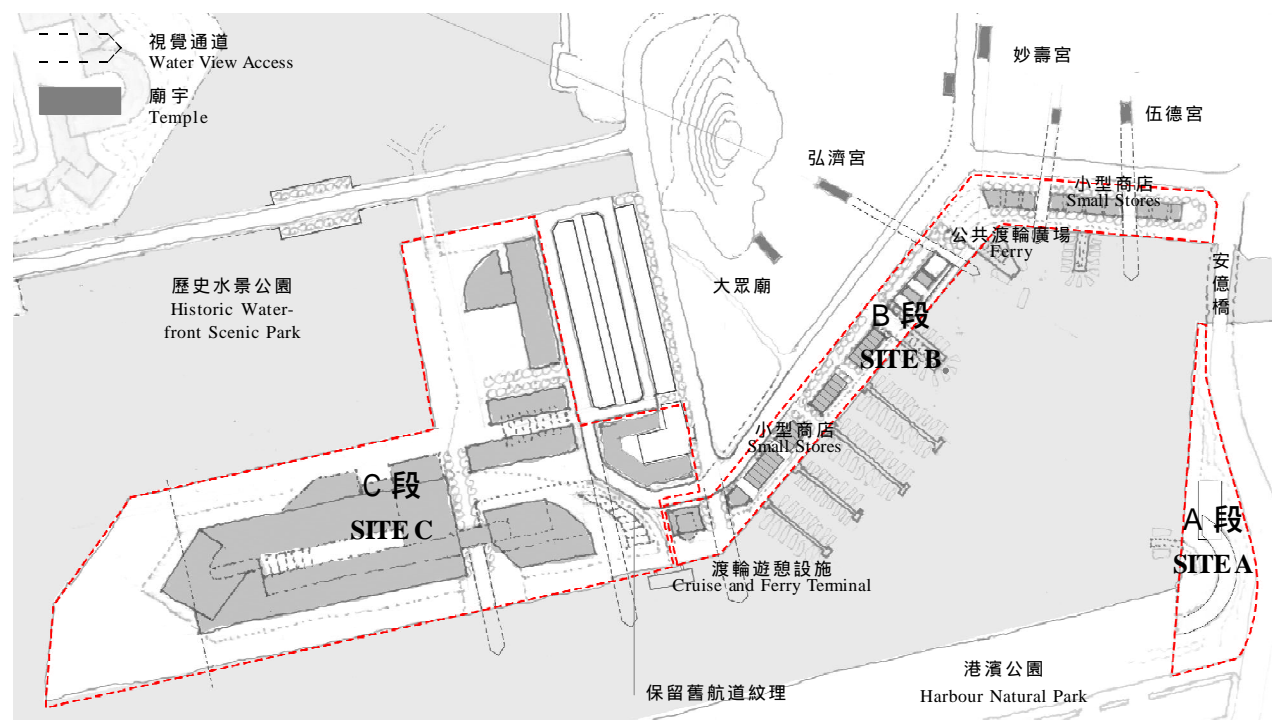 視覺通道
Water View Access
廟宇
Temple
妙壽宮
伍德宮
弘濟宮
小型商店
Small Stores
公共渡輪廣場
Ferry
安億橋
歷史水景公園
Historic Water-
front Scenic Park
大眾廟
B 段
SITE B
小型商店
Small Stores
C 段
SITE C
A 段
SITE A
渡輪遊憩設施
Cruise and Ferry Terminal
保留舊航道紋理
港濱公園
Harbour Natural Park